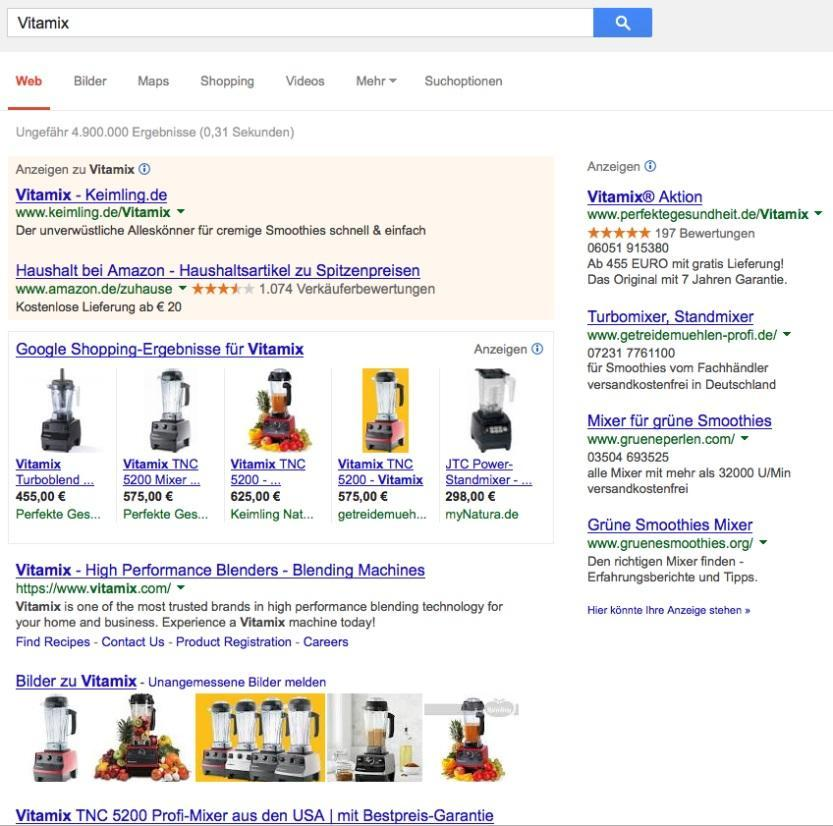 Vitamix
Web Bilder Maps Shopping Videos Mehr Suchoptionen
Ungefähr 4.900.000 Ergebnisse (0,31 Sekunden)
Anzeigen zu Vitamix
Vitamix - Keimling.de
www.keimling.de/Vitamix
Der unverwüstliche Alleskönner für cremige Smoothies schnell & einfach
Haushalt bei Amazon - Haushaltsartikel zu Spitzenpreisen
www.amazon.de/zuhause 1.074 Verkäuferbewertungen
Kostenlose Lieferung ab € 20
Google Shopping-Ergebnisse für Vitamix Anzeigen
Vitamix
Turboblend ...
455,00 €
Perfekte Ges...
Vitamix TNC
5200 Mixer ...
575,00 €
Perfekte Ges...
Vitamix TNC
5200 - ...
625,00 €
Keimling Nat...
Vitamix TNC
5200 - Vitamix
575,00 €
getreidemueh...
JTC Power-
Standmixer - ...
298,00 €
myNatura.de
Vitamix - High Performance Blenders - Blending Machines
https://www.vitamix.com/
Vitamix is one of the most trusted brands in high performance blending technology for
your home and business. Experience a Vitamix machine today!
Find Recipes - Contact Us - Product Registration - Careers
Bilder zu Vitamix - Unangemessene Bilder melden
Vitamix TNC 5200 Profi-Mixer aus den USA | mit Bestpreis-Garantie
Anzeigen
Vitamix® Aktion
www.perfektegesundheit.de/Vitamix
197 Bewertungen
06051 915380
Ab 455 EURO mit gratis Lieferung!
Das Original mit 7 Jahren Garantie.
Turbomixer, Standmixer
www.getreidemuehlen-profi.de/
07231 7761100
für Smoothies vom Fachhändler
versandkostenfrei in Deutschland
Mixer für grüne Smoothies
www.grueneperlen.com/
03504 693525
alle Mixer mit mehr als 32000 U/Min
versandkostenfrei
Grüne Smoothies Mixer
www.gruenesmoothies.org/
Den richtigen Mixer finden -
Erfahrungsberichte und Tipps.
Hier könnte Ihre Anzeige stehen »